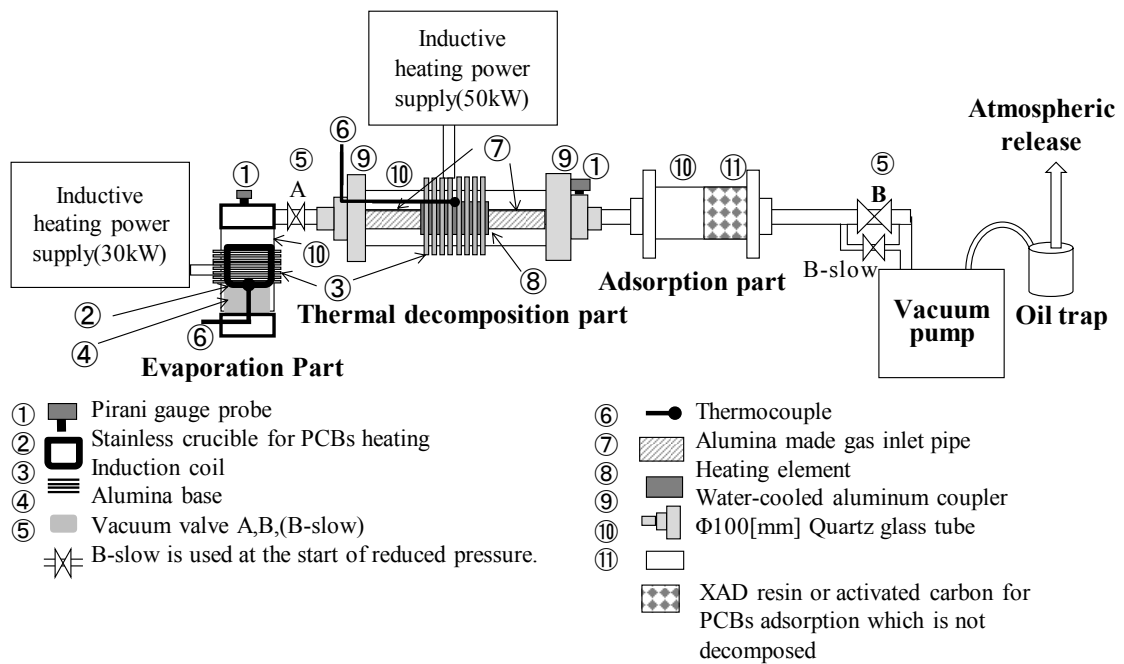 Inductive
heating power
supply(50kW)
Atmospheric
release
⑥
⑤
⑨
⑩
⑦
⑨
①
⑩
⑪
⑤
①
A
B
Inductive
heating power
supply(30kW)
⑩
B-slow
③
⑧
Adsorption part
②
Thermal decomposition part
Vacuum
pump
Oil trap
④
⑥
Evaporation Part
① Pirani gauge probe
② Stainless crucible for PCBs heating
③ Induction coil
④ Alumina base
⑤ Vacuum valve A,B,(B-slow)
B-slow is used at the start of reduced pressure.
⑥ Thermocouple
⑦ Alumina made gas inlet pipe
⑧ Heating element
⑨ Water-cooled aluminum coupler
⑩ Φ100[mm] Quartz glass tube
⑪
XAD resin or activated carbon for
PCBs adsorption which is not
decomposed